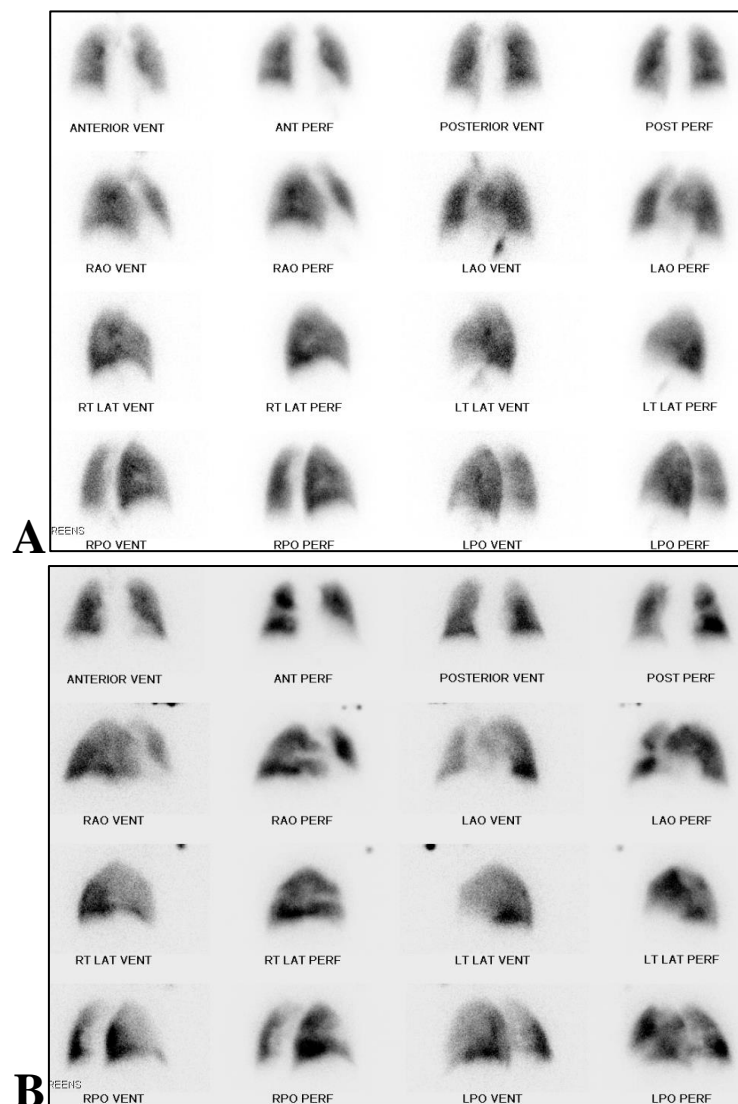 ANTERIOR VENT ANT PERF POSTERIOR VENT POST PERF
RAO VENT RAO PERF LAO VENT LAO PERF
RT LAT VENT RT LAT PERF LT LAT VENT LT LAT PERF
A REENS
RPO VENT RPO PERF LPO VENT LPO PERF
ANTERIOR VENT ANT PERF POSTERIOR VENT POST PERF
RAO VENT RAO PERF LAO VENT LAO PERF
RT LAT VENT RT LAT PERF LT LAT VENT LT LAT PERF
B REENS
RPO VENT RPO PERF LPO VENT LPO PERF